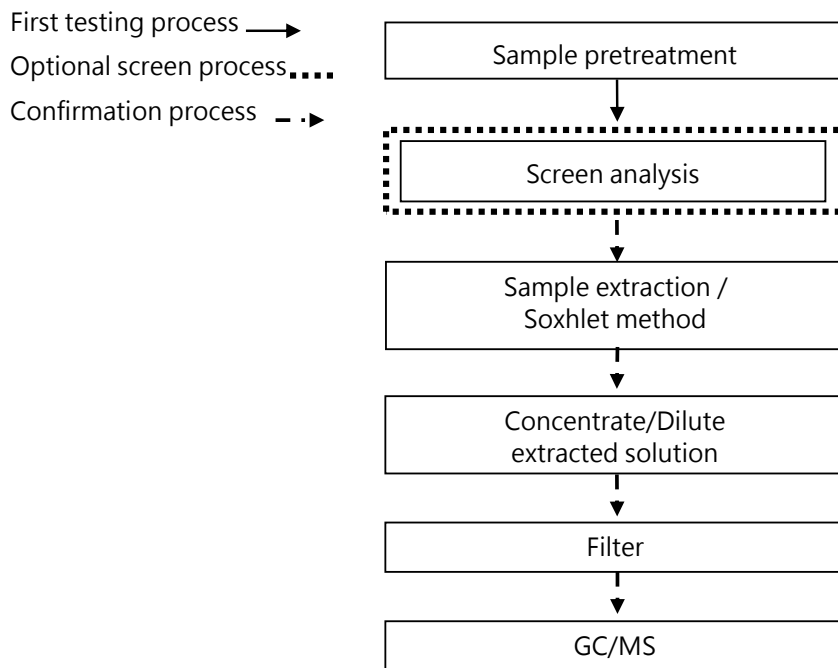 First testing process
Optional screen process
Confirmation process
Sample pretreatment
Screen analysis
Sample extraction /
Soxhlet method
Concentrate/Dilute
extracted solution
Filter
GC/MS